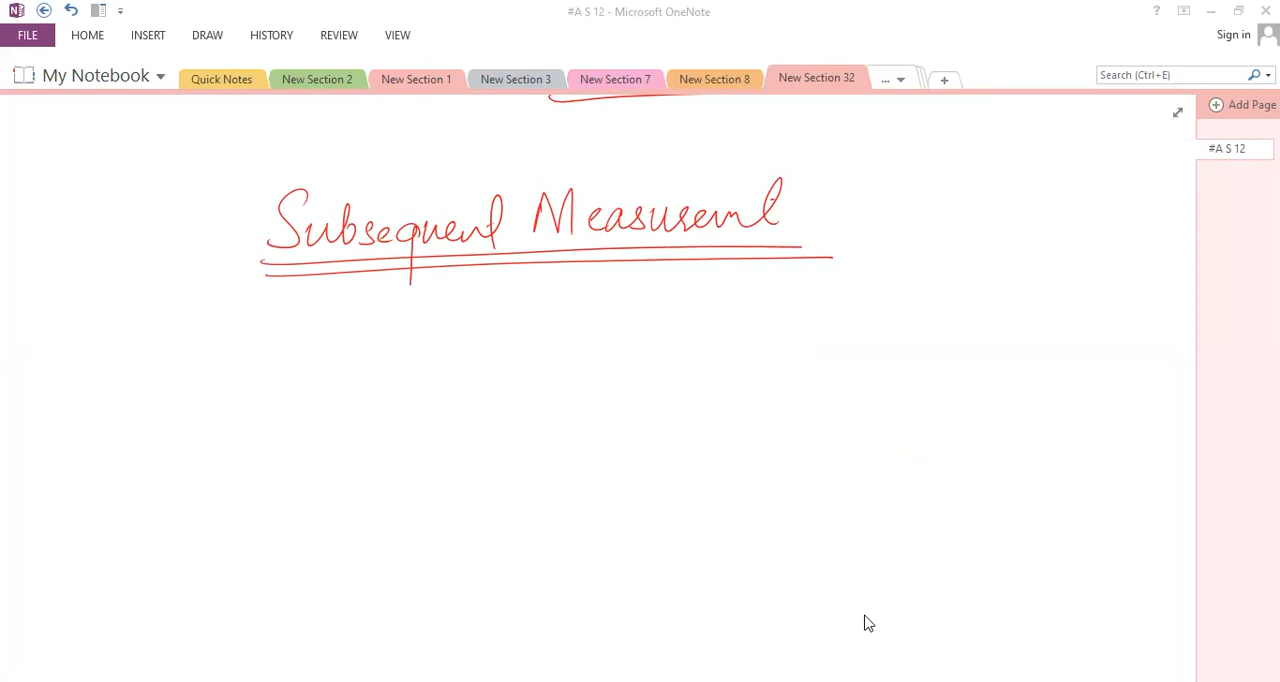 #A S 12 - Microsoft OneNote
?
FILE HOME INSERT DRAW HISTORY REVIEW VIEW
Sign in
My Notebook Quick Notes New Section 2 New Section 1 New Section 3 New Section 7 New Section 8 New Section 32 ... +
Search (Ctrl+E)
Add Page
#A S 12
Subsequent Measuremt